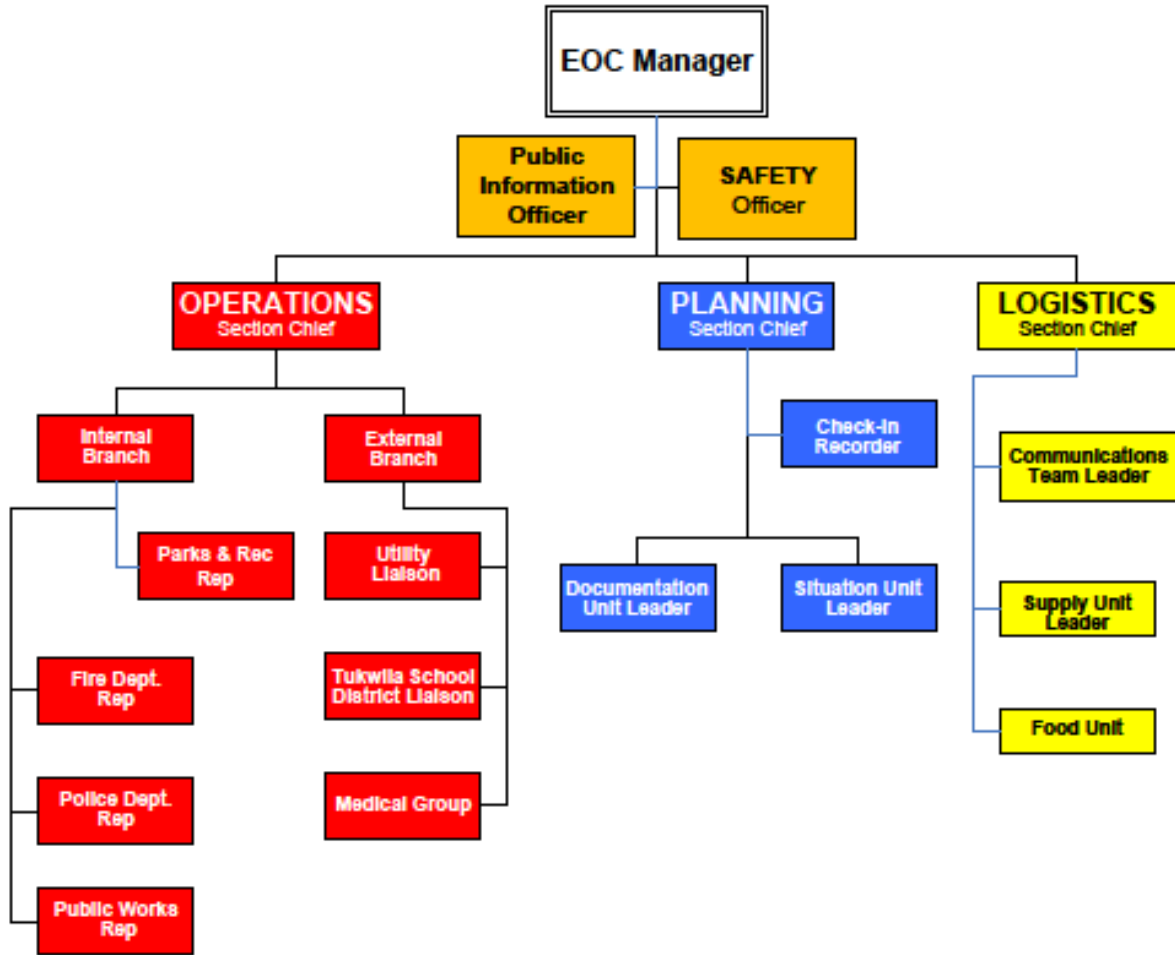 EOC Manager
Public
Information
Officer
SAFETY
Officer
OPERATIONS
Section Chief
PLANNING
Section Chief
LOGISTICS
Section Chief
Internal
Branch
External
Branch
Check-In
Recorder
Communications
Team Leader
Parks & Rec
Rep
Utility
Liaison
Documentation
Unit Leader
Situation Unit
Leader
Supply Unit
Leader
Fire Dept.
Rep
Tukwila School
District Liaison
Food Unit
Police Dept.
Rep
Medical Group
Public Works
Rep